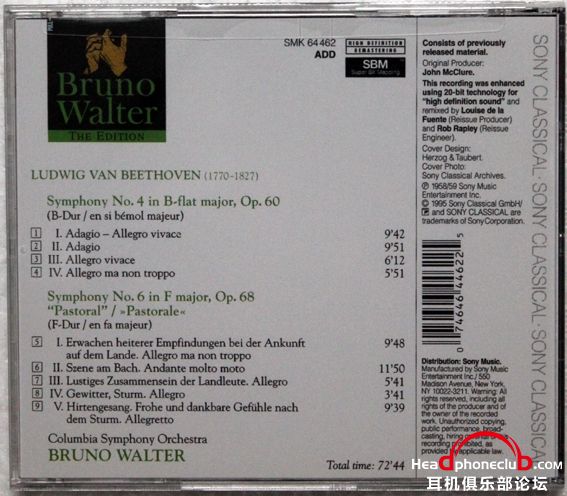 SMK 64462
ADD
HIGH DEFINITION
REMASTERING
SBM
Super Bit Mapping
Bruno
Walter
THE EDITION
LUDWIG VAN BEETHOVEN (1770–1827)
Symphony No. 4 in B-flat major, Op. 60
(B-Dur / en si bémol majeur)
1 I. Adagio – Allegro vivace 9'42
2 II. Adagio 9'51
3 III. Allegro vivace 6'12
4 IV. Allegro ma non troppo 5'51
Symphony No. 6 in F major, Op. 68
“Pastoral” / »Pastorale«
(F-Dur / en fa majeur)
5 I. Erwachen heiterer Empfindungen bei der Ankunft
auf dem Lande. Allegro ma non troppo 9'48
6 II. Szene am Bach. Andante molto moto 11'50
7 III. Lustiges Zusammensein der Landleute. Allegro 5'41
8 IV. Gewitter, Sturm. Allegro 3'41
9 V. Hirtengesang. Frohe und dankbare Gefühle nach
dem Sturm. Allegretto 9'39
Columbia Symphony Orchestra
BRUNO WALTER
Total time: 72'44
Consists of previously
released material.
Original Producer:
John McClure.
This recording was enhanced
using 20-bit technology for
“high definition sound” and
remixed by Louise de la
Fuente (Reissue Producer)
and Rob Rapley (Reissue
Engineer).
Cover Design:
Herzog & Taubert.
Cover Photo:
Sony Classical Archives.
℗ 1958/59 Sony Music
Entertainment Inc./
© 1995 Sony Classical GmbH/
and SONY CLASSICAL are
trademarks of Sony Corporation.
0 74646 44622 5
Distribution: Sony Music.
Manufactured by Sony Music
Entertainment Inc./ 550
Madison Avenue, New York,
NY 10022-3211. Warning: All
rights reserved, including all
rights of the producer and of
the owner of the recorded
work. Unauthorized copying,
public performance, broad-
casting, hiring or
recording prohibited, as
provided by applicable law.
SONY CLASSICAL · SONY CLASSICAL · SONY CLASSICAL · SONY CLASSICAL
Headphoneclub.com
耳机俱乐部论坛